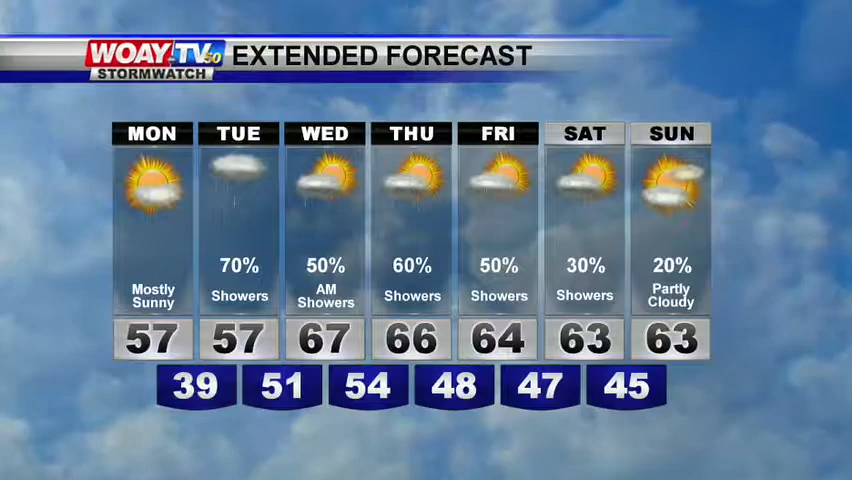 WOAY-TV 50 EXTENDED FORECAST
STORMWATCH
MON TUE WED THU FRI SAT SUN
70% 50% 60% 50% 30% 20%
Mostly Sunny Showers AM Showers Showers Showers Showers Partly Cloudy
57 57 67 66 64 63 63
39 51 54 48 47 45